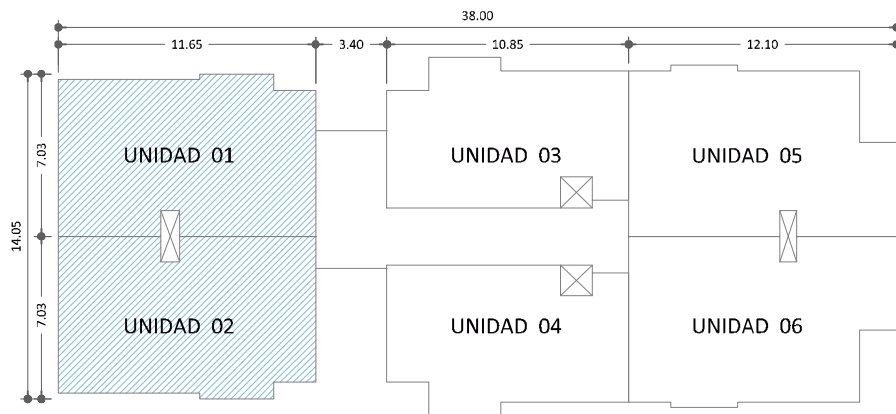 38.00
11.65 3.40 10.85 12.10
7.03
UNIDAD 01 UNIDAD 03 UNIDAD 05
14.05
7.03
UNIDAD 02 UNIDAD 04 UNIDAD 06